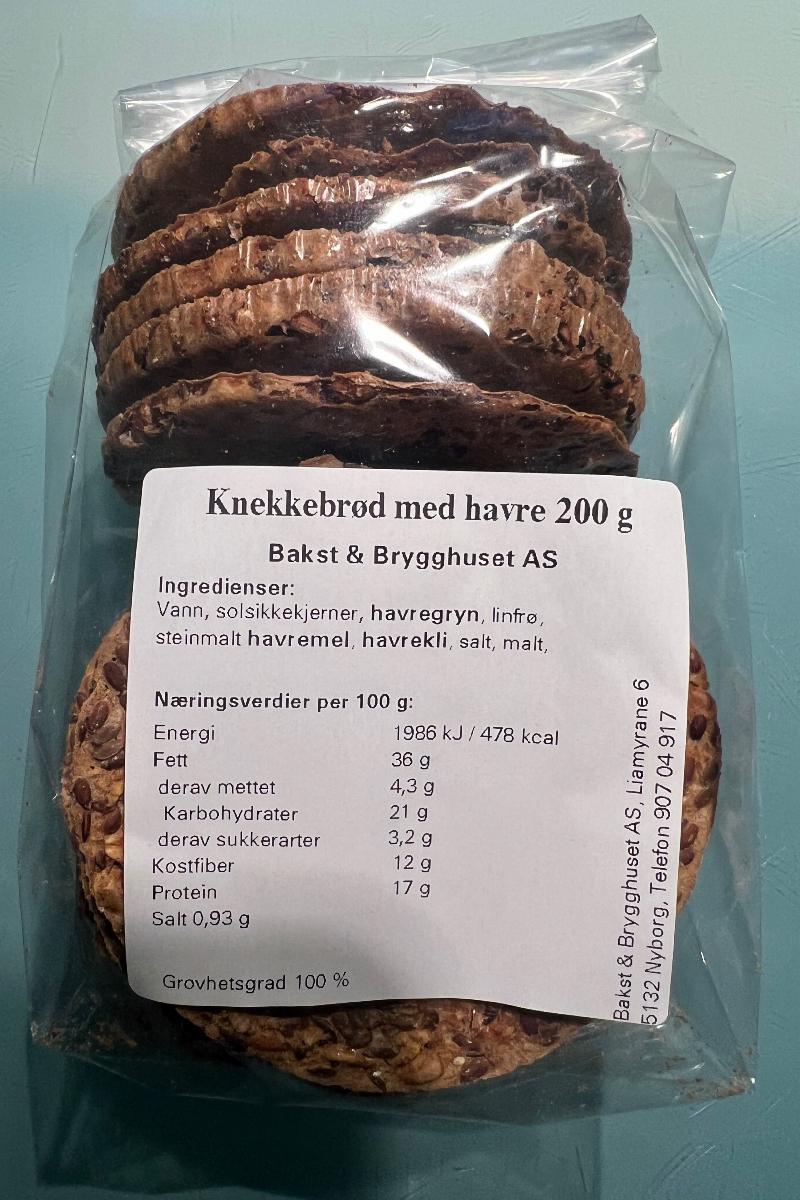 Knekkebrød med havre 200 g
Bakst & Brygghuset AS
Ingredienser:
Vann, solsikkekjerner, havregryn, linfrø,
steinmalt havremel, havrekli, salt, malt,
Næringsverdier per 100 g:
Energi 1986 kJ / 478 kcal
Fett 36 g
derav mettet 4,3 g
Karbohydrater 21 g
derav sukkerarter 3,2 g
Kostfiber 12 g
Protein 17 g
Salt 0,93 g
Grovhetsgrad 100 %
Bakst & Brygghuset AS, Liamyrane 6
5132 Nyborg, Telefon 907 04 917